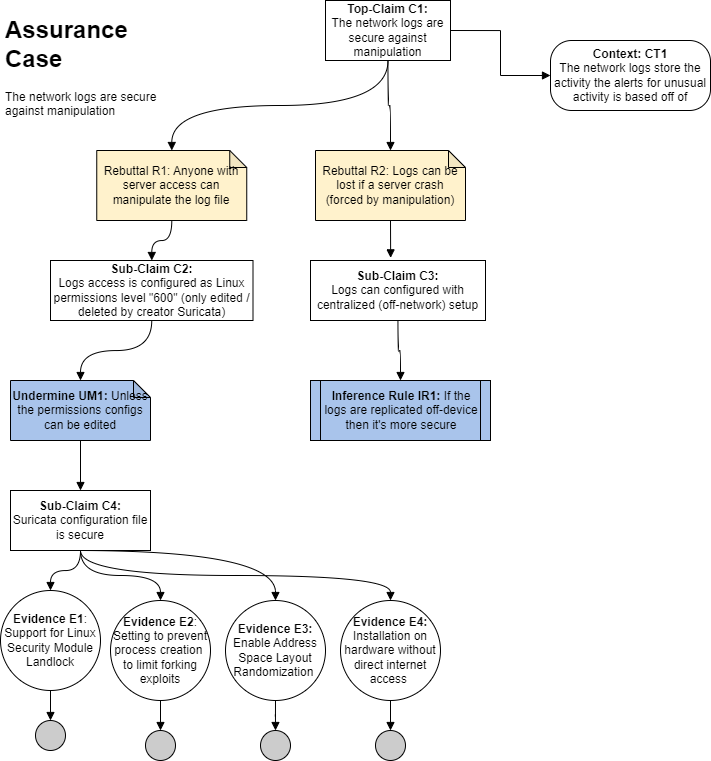 Assurance
Case
The network logs are secure
against manipulation
Top-Claim C1:
The network logs are
secure against
manipulation
Context: CT1
The network logs store the
activity the alerts for unusual
activity is based off of
Rebuttal R1: Anyone with
server access can
manipulate the log file
Rebuttal R2: Logs can be
lost if a server crash
(forced by manipulation)
Sub-Claim C2:
Logs access is configured as Linux
permissions level "600" (only edited /
deleted by creator Suricata)
Sub-Claim C3:
Logs can configured with
centralized (off-network) setup
Undermine UM1: Unless
the permissions configs
can be edited
Inference Rule IR1: If the
logs are replicated off-device
then it's more secure
Sub-Claim C4:
Suricata configuration file
is secure
Evidence E1:
Support for Linux
Security Module
Landlock
Evidence E2:
Setting to prevent
process creation
to limit forking
exploits
Evidence E3:
Enable Address
Space Layout
Randomization
Evidence E4:
Installation on
hardware without
direct internet
access